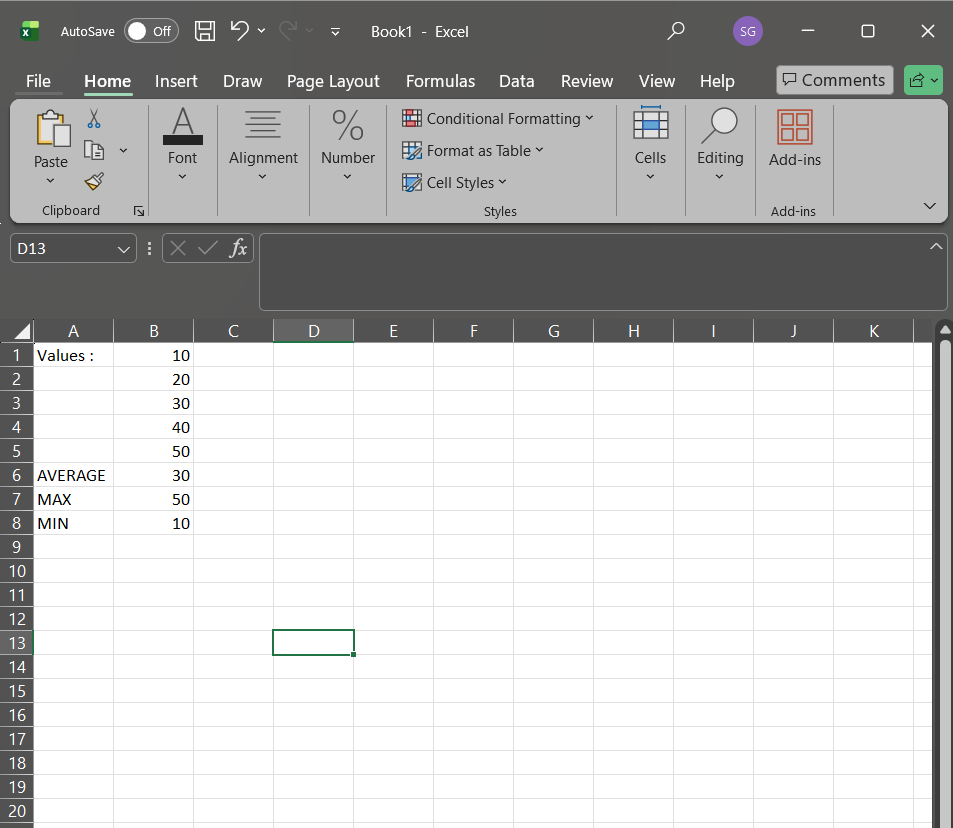 AutoSave Off Book1 - Excel SG
File Home Insert Draw Page Layout Formulas Data Review View Help Comments
Paste
Clipboard
Font
Alignment
%
Number
Conditional Formatting
Format as Table
Cell Styles
Styles
Cells
Editing
Add-ins
Add-ins
D13 fx
A B C D E F G H I J K
1 Values : 10
2 20
3 30
4 40
5 50
6 AVERAGE 30
7 MAX 50
8 MIN 10
9
10
11
12
13
14
15
16
17
18
19
20